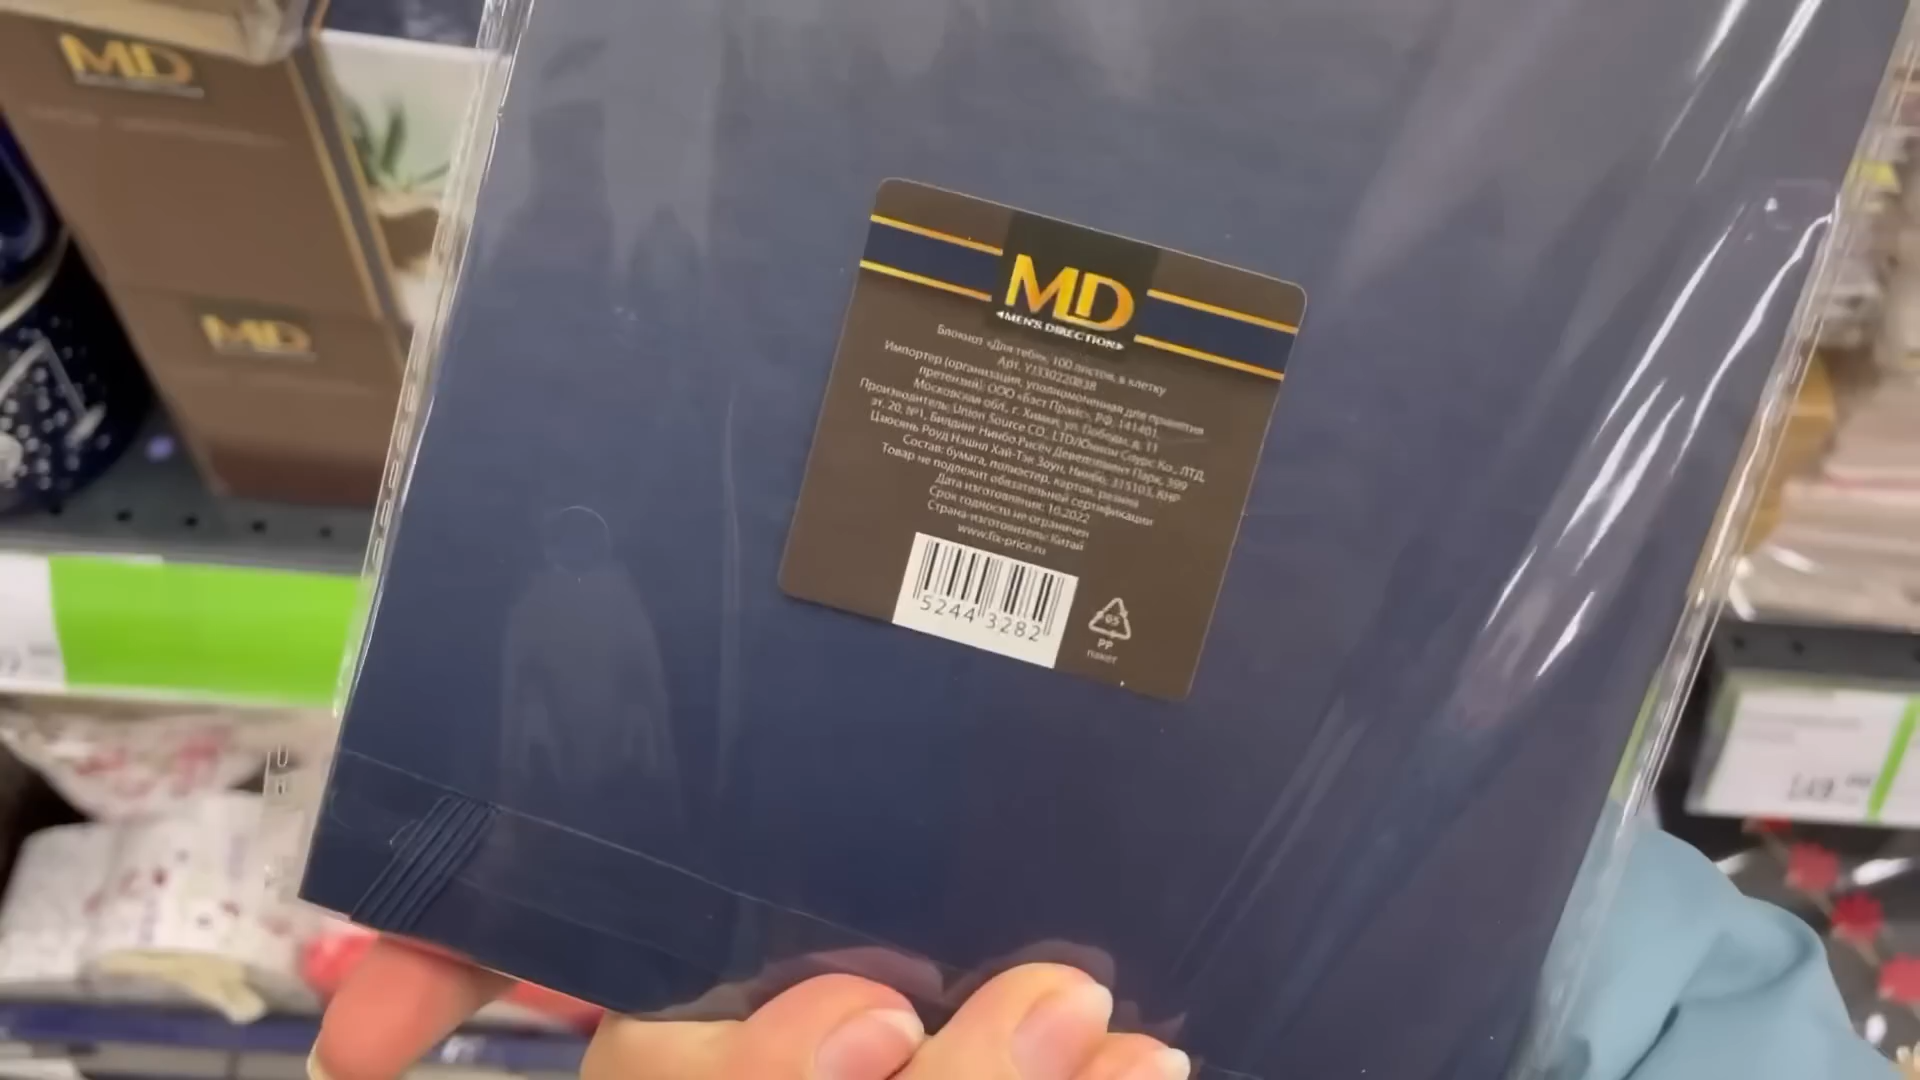 MD
MD
MD
MEN'S DIRECTION
Блокнот «Для тебя», 100 листов, в клетку
Арт. YJ330220838
Импортер (организация, уполномоченная для принятия
претензий): ООО «Бэст Прайс», РФ, 141401,
Московская обл., г. Химки, ул. Победы, д. 11
Производитель: Union Source CO., LTD/Юнион Соурс Ко., ЛТД,
эт. 20, №1, Билдинг Нинбо Рисеч Девелопмент Парк, 399
Цзюсянь Роуд Нэшнл Хай-Тэк Зоун, Нинбо, 315103, КНР
Состав: бумага, полиэстер, картон, резина
Товар не подлежит обязательной сертификации
Дата изготовления: 10.2022
Срок годности не ограничен
Страна-изготовитель: Китай
www.fix-price.ru
5244 3282
05
PP
пакет